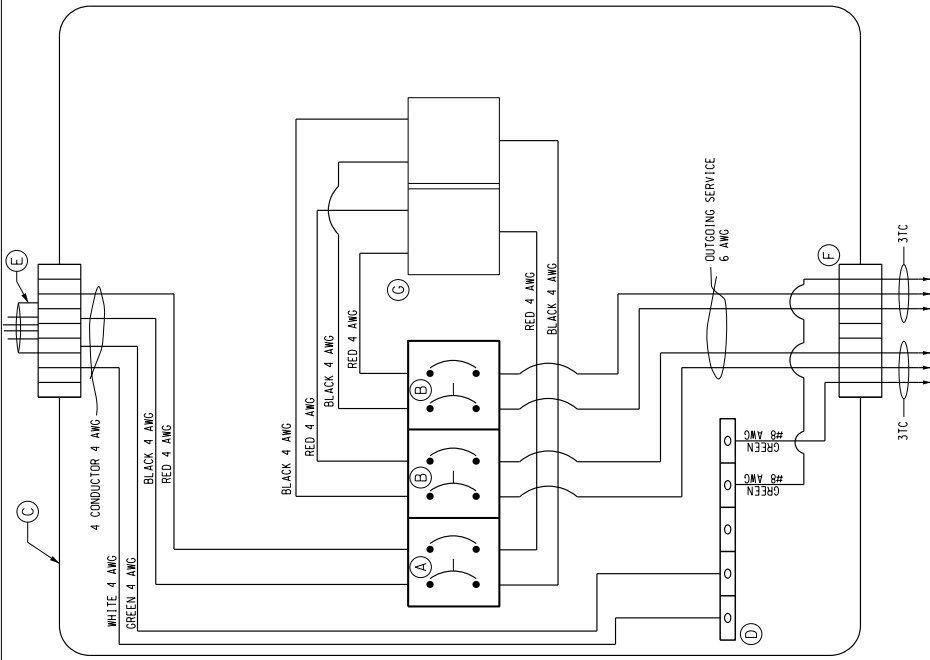 E
C
4 CONDUCTOR 4 AWG
WHITE 4 AWG
GREEN 4 AWG
BLACK 4 AWG
RED 4 AWG
BLACK 4 AWG
RED 4 AWG
BLACK 4 AWG
RED 4 AWG
G
RED 4 AWG
BLACK 4 AWG
A
B
B
OUTGOING SERVICE
6 AWG
F
GREEN
#8 AWG
GREEN
#8 AWG
D
3TC
3TC